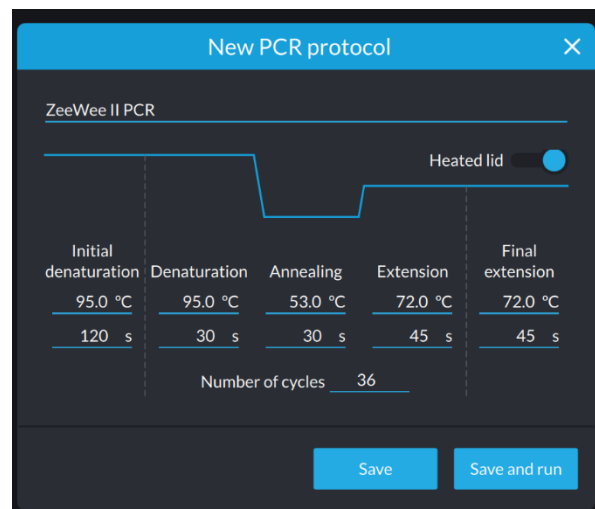 New PCR protocol
ZeeWee II PCR
Heated lid
Initial denaturation
Denaturation
Annealing
Extension
Final extension
95.0 °C
95.0 °C
53.0 °C
72.0 °C
72.0 °C
120 s
30 s
30 s
45 s
45 s
Number of cycles 36
Save
Save and run